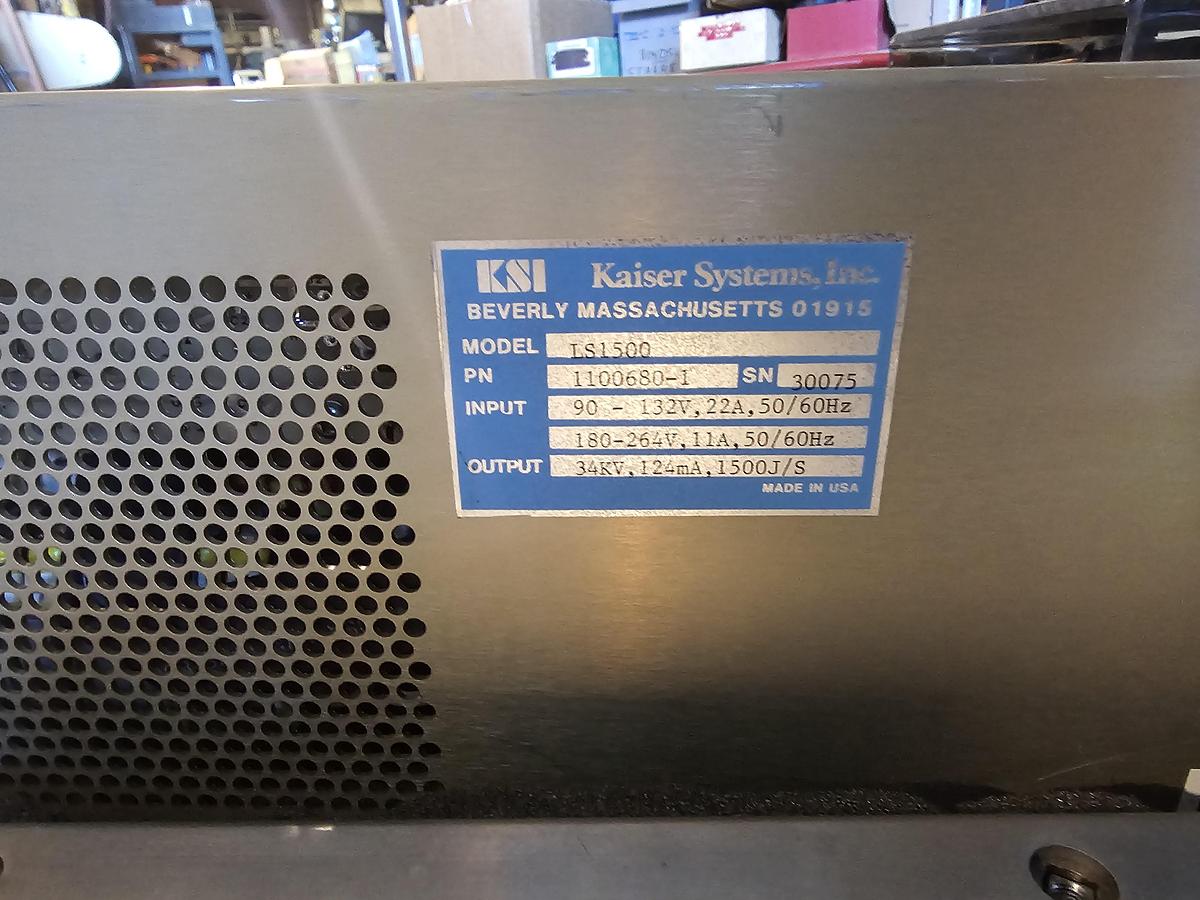 KSI Kaiser Systems, Inc.
BEVERLY MASSACHUSETTS 01915
MODEL LS1500
PN 1100680-1 SN 30075
INPUT 90 - 132V,22A,50/60Hz
180-264V,11A,50/60Hz
OUTPUT 34KV,124mA,1500J/S
MADE IN USA